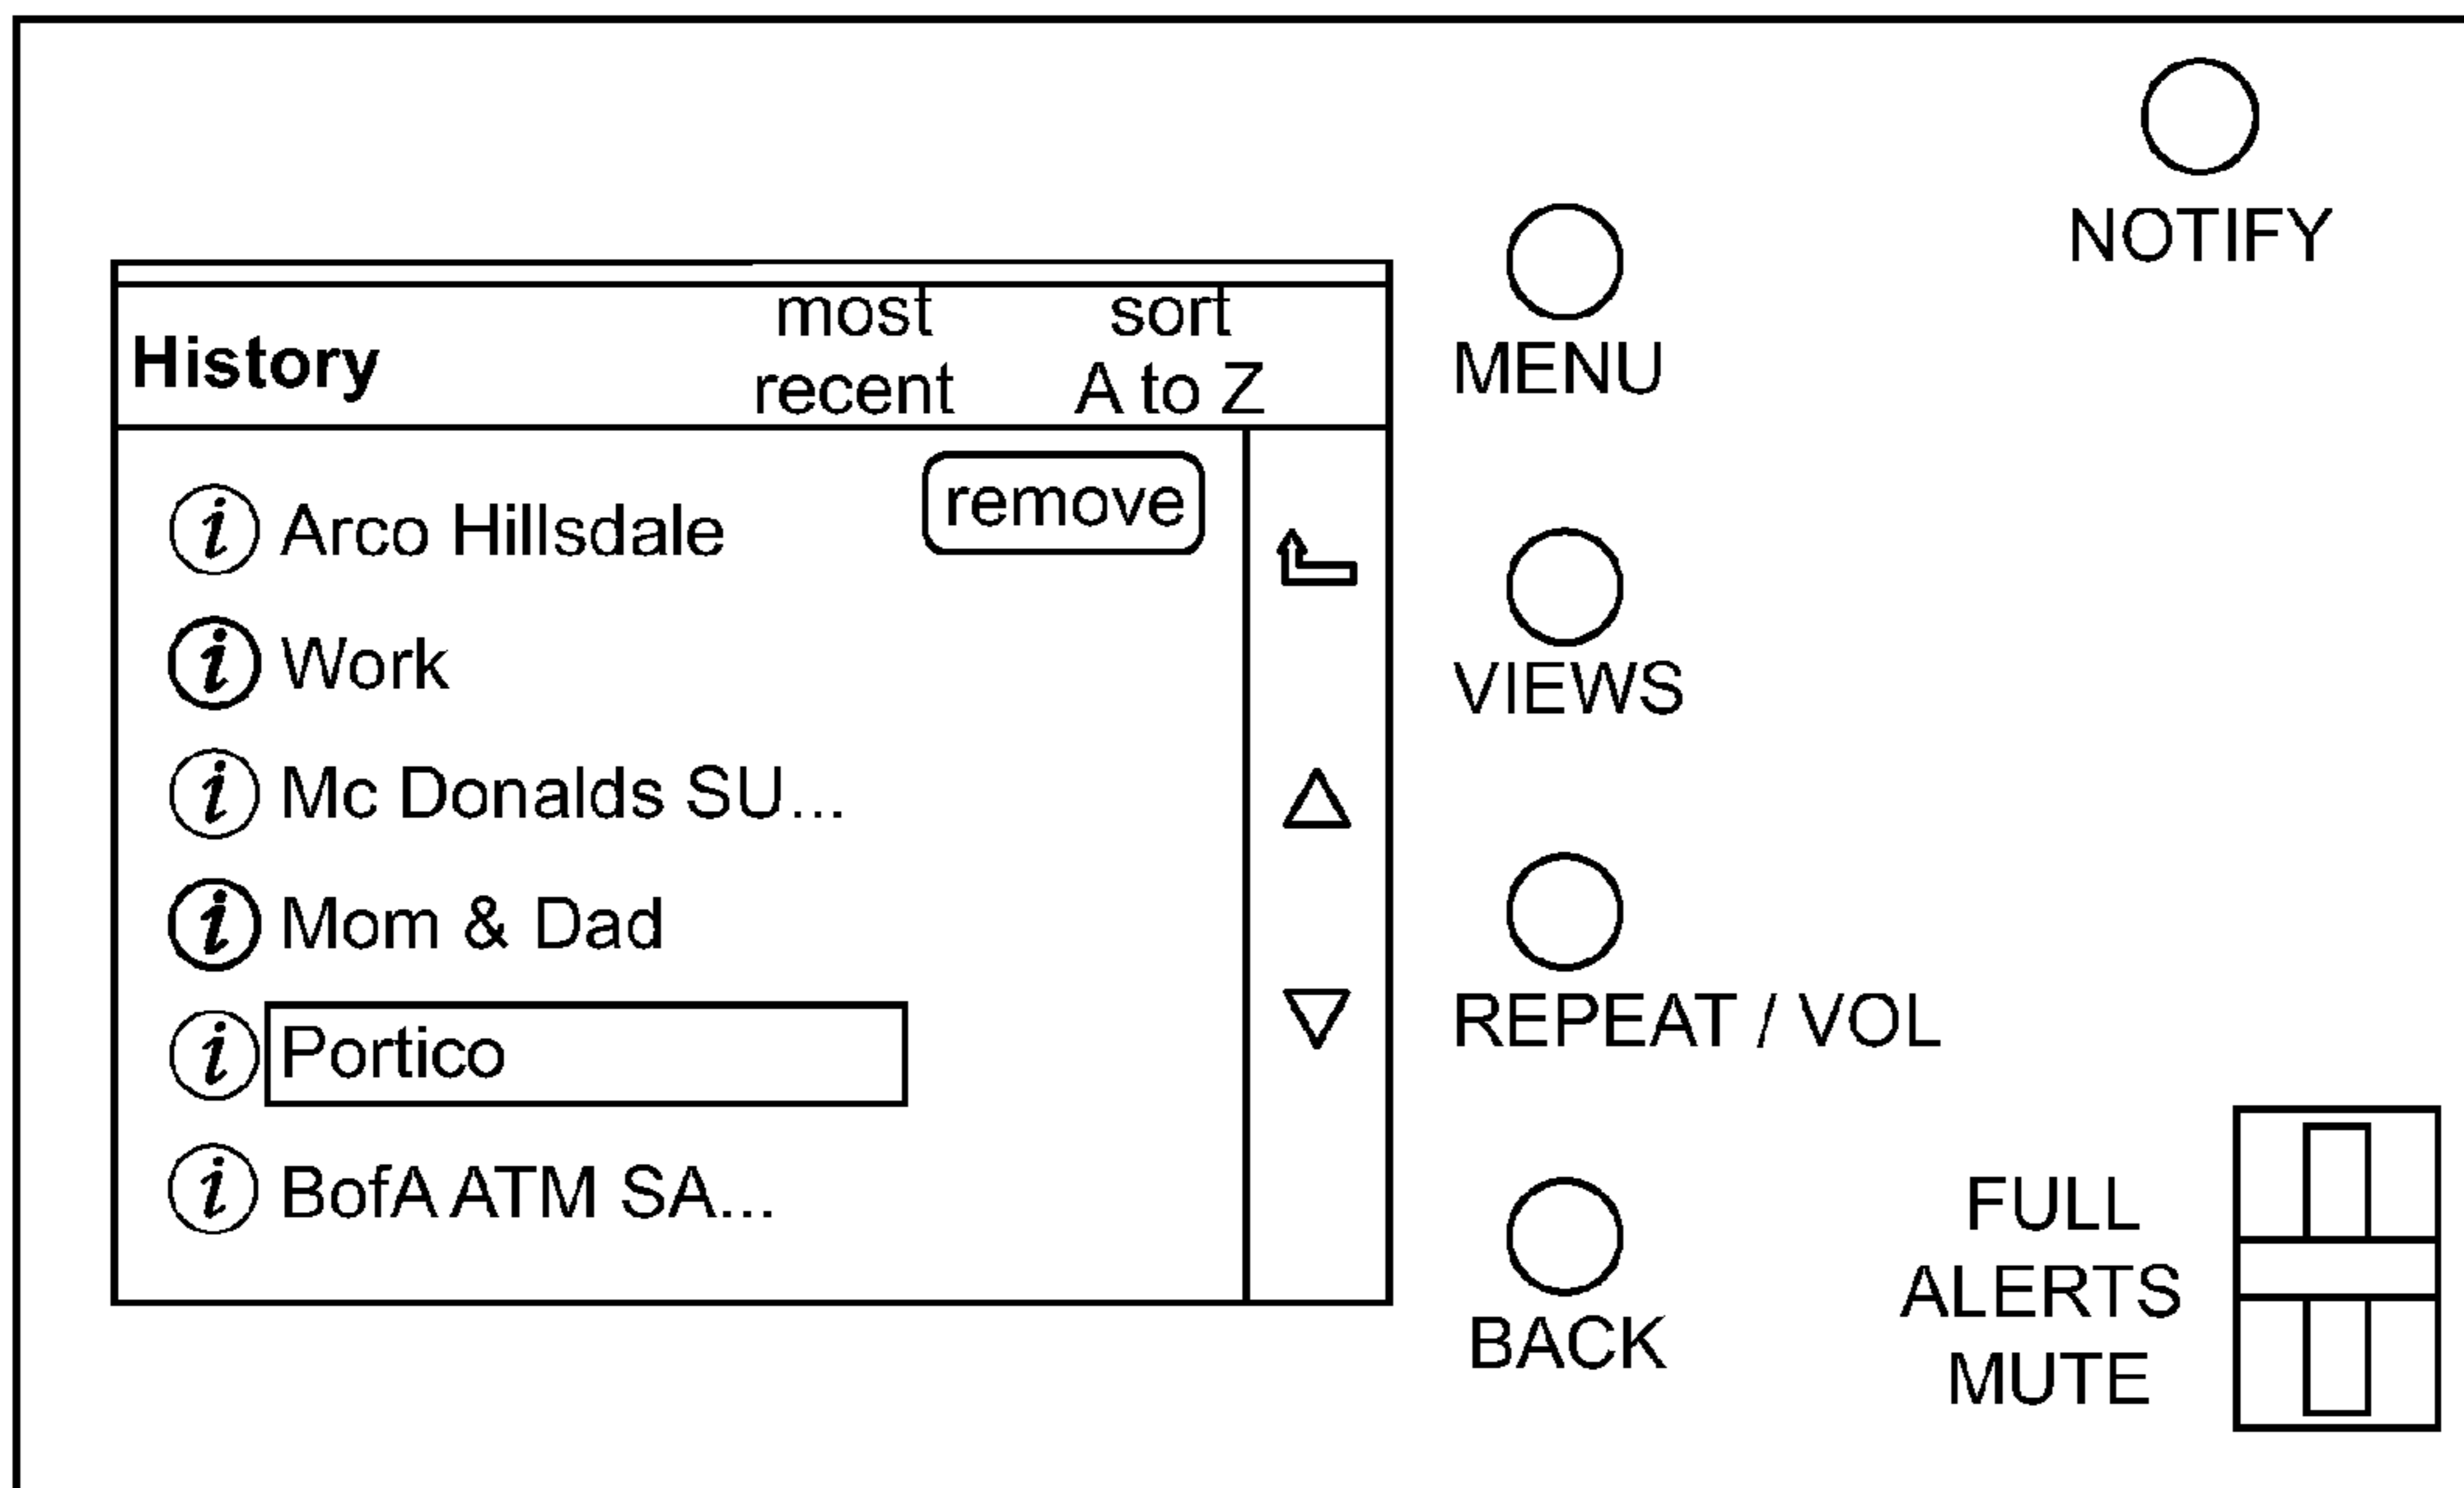 NOTIFY
most sort
History
recent A to Z
MENU
remove
i Arco Hillsdale
i Work
VIEWS
i Mc Donalds SU...
i Mom & Dad
i Portico
REPEAT / VOL
i BofA ATM SA...
BACK
FULL
ALERTS
MUTE